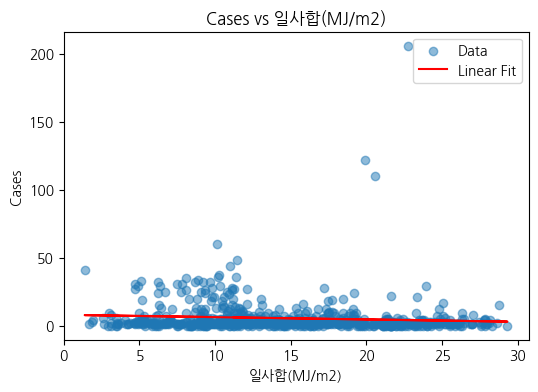 Cases vs 일사합(MJ/m2)
Data
Linear Fit
200
150
100
50
0
Cases
0 5 10 15 20 25 30
일사합(MJ/m2)